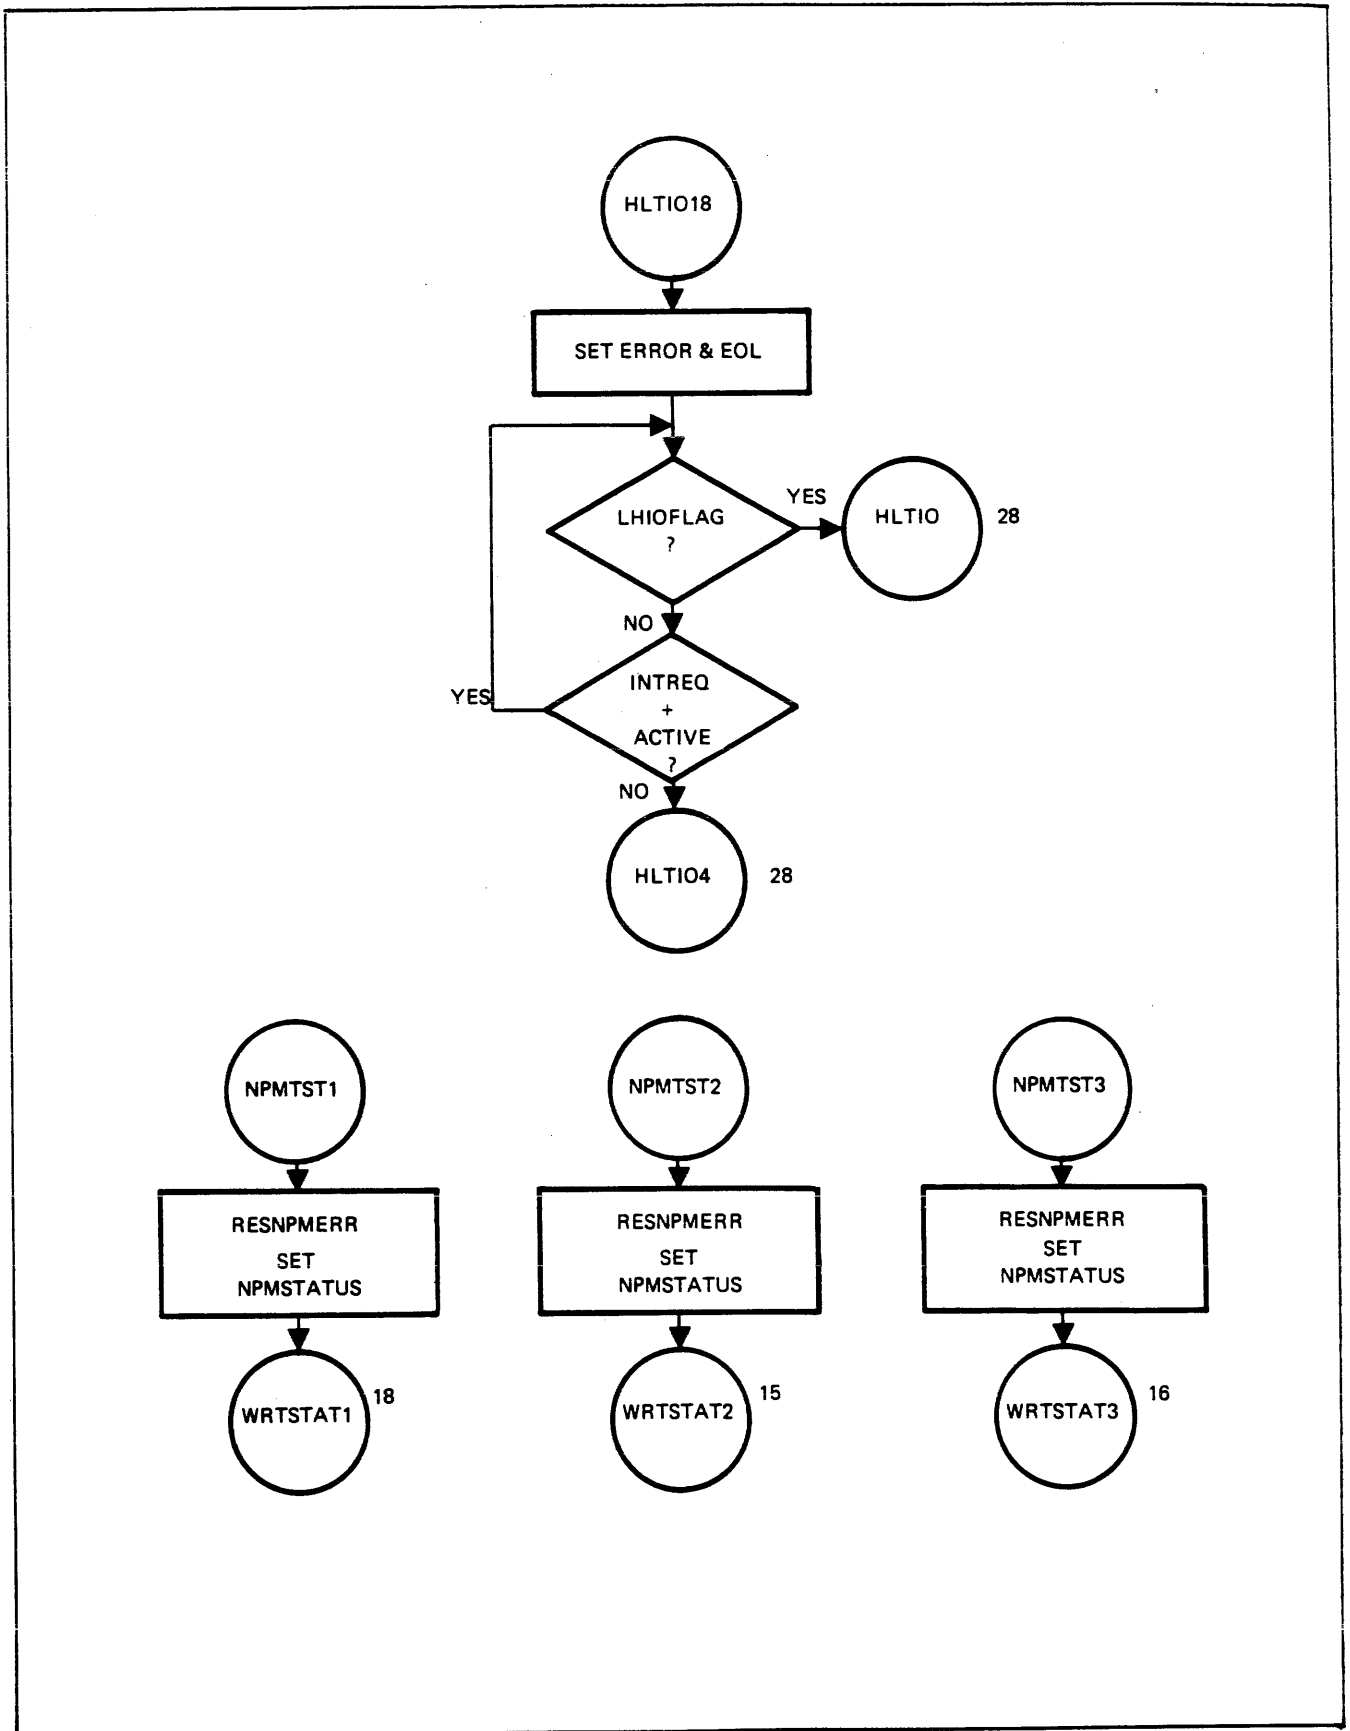 HLTIO18
SET ERROR & EOL
LHIOFLAG
?
YES
HLTIO
28
NO
INTREQ
+
ACTIVE
?
YES
NO
HLTIO4
28
NPMTST1
RESNPMERR
SET
NPMSTATUS
WRTSTAT1
18
NPMTST2
RESNPMERR
SET
NPMSTATUS
WRTSTAT2
15
NPMTST3
RESNPMERR
SET
NPMSTATUS
WRTSTAT3
16